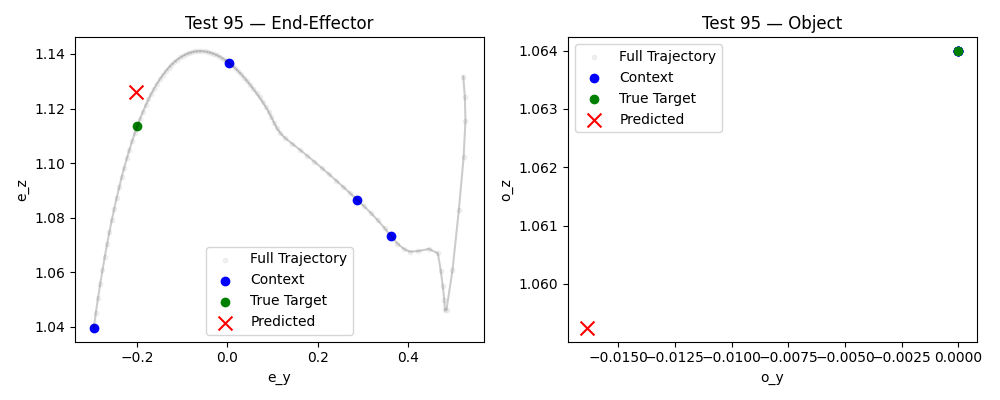 Test 95 — End-Effector
1.14
1.12
1.10
1.08
1.06
1.04
e_z
−0.2
0.0
0.2
0.4
e_y
Full Trajectory
Context
True Target
Predicted
Test 95 — Object
1.064
1.063
1.062
1.061
1.060
o_z
−0.0150
−0.0125
−0.0100
−0.0075
−0.0050
−0.0025
0.0000
o_y
Full Trajectory
Context
True Target
Predicted